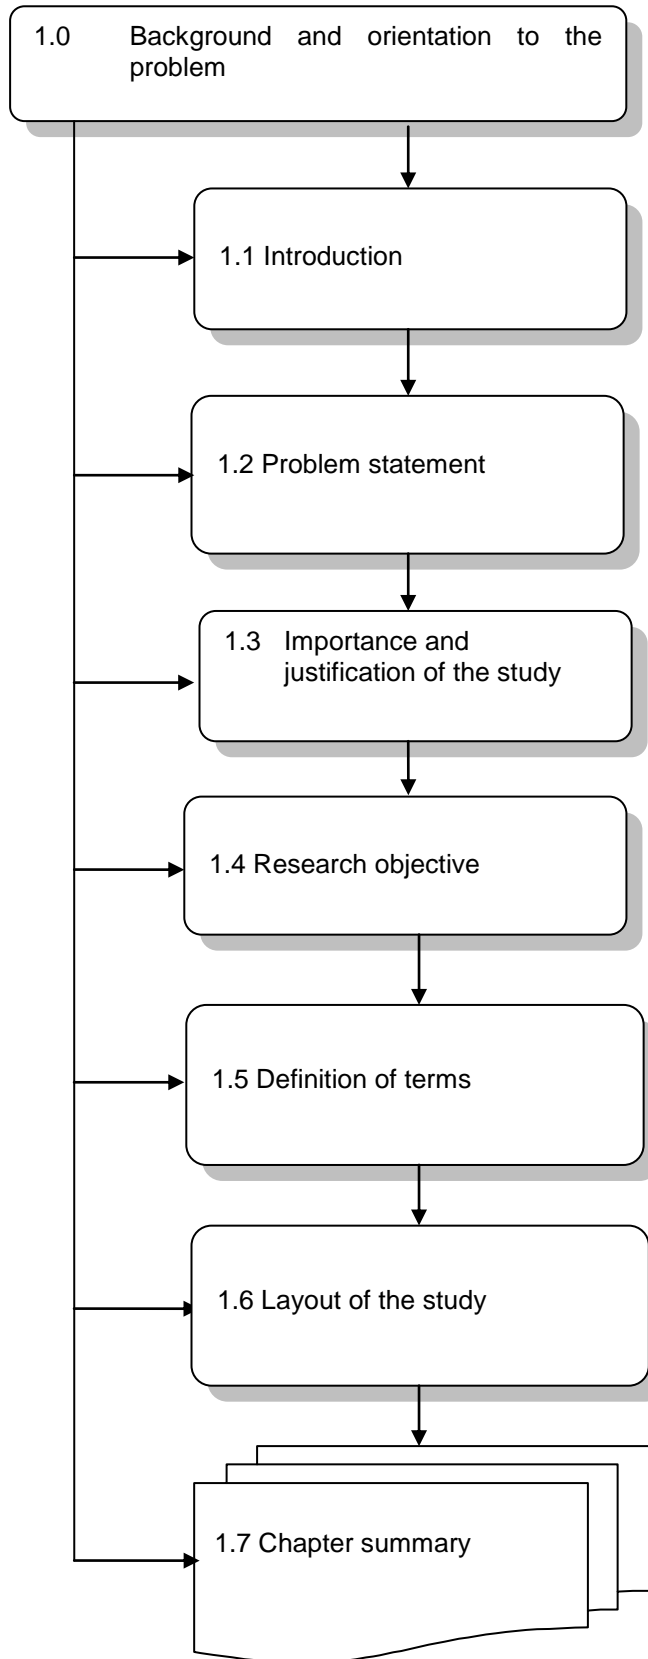 1.0 Background and orientation to the
problem
1.1 Introduction
1.2 Problem statement
1.3 Importance and
justification of the study
1.4 Research objective
1.5 Definition of terms
1.6 Layout of the study
1.7 Chapter summary